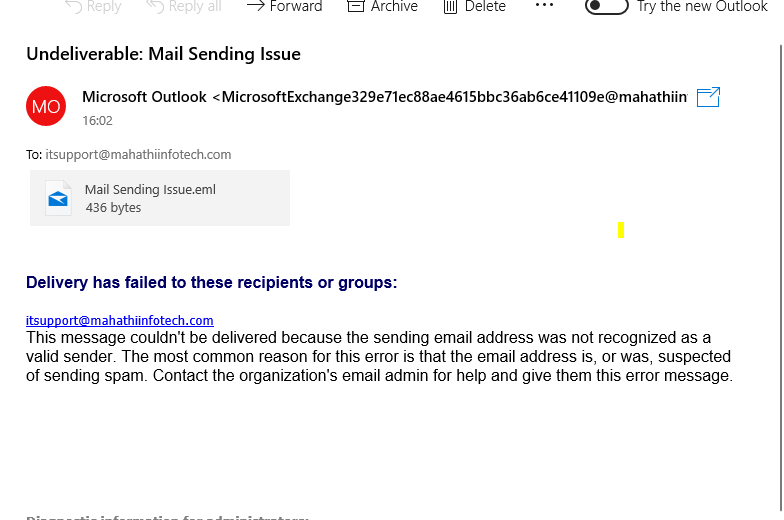 Reply Reply all Forward Archive Delete ... Try the new Outlook
Undeliverable: Mail Sending Issue
MO
Microsoft Outlook <MicrosoftExchange329e71ec88ae4615bbc36ab6ce41109e@mahathiin
16:02
To: itsupport@mahathiinfotech.com
Mail Sending Issue.eml
436 bytes
Delivery has failed to these recipients or groups:
itsupport@mahathiinfotech.com
This message couldn't be delivered because the sending email address was not recognized as a
valid sender. The most common reason for this error is that the email address is, or was, suspected
of sending spam. Contact the organization's email admin for help and give them this error message.
Diagnostic information for administrators: